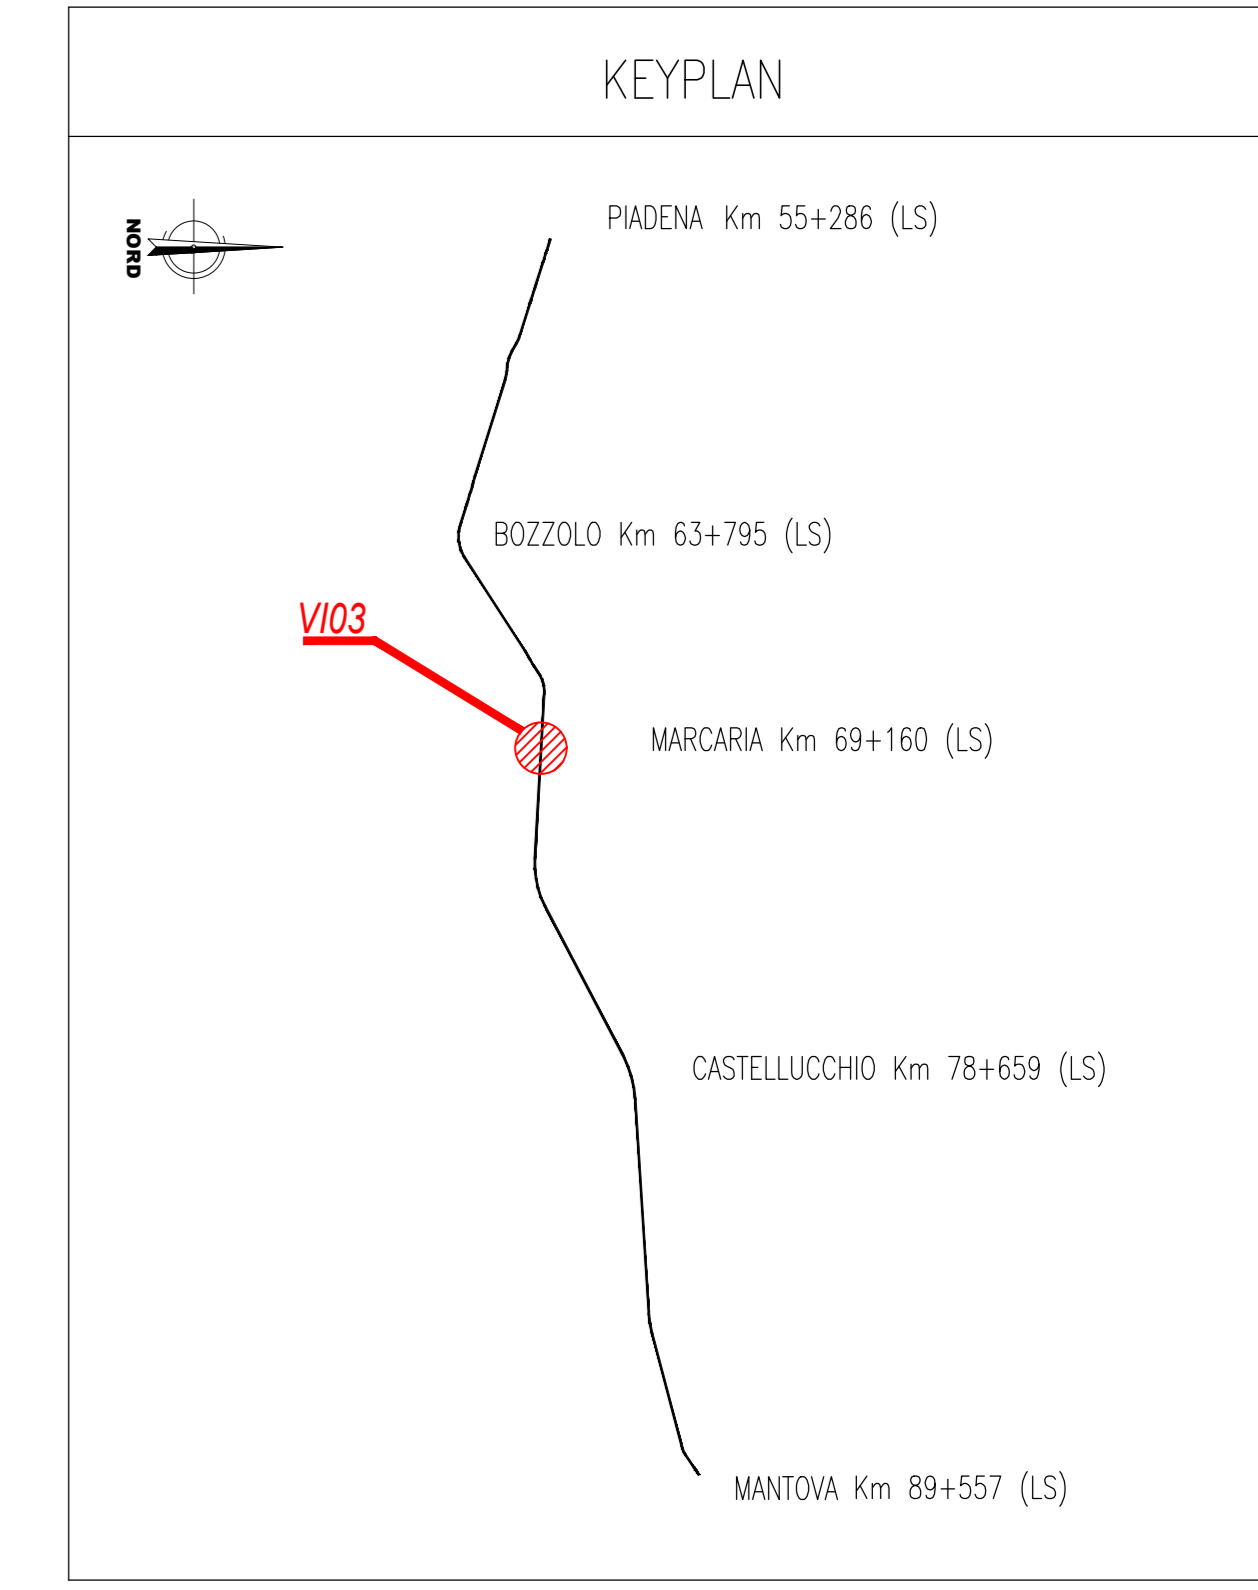 KEYPLAN
NORD
PIADENA Km 55+286 (LS)
BOZZOLO Km 63+795 (LS)
VI03
MARCARIA Km 69+160 (LS)
CASTELLUCCHIO Km 78+659 (LS)
MANTOVA Km 89+557 (LS)